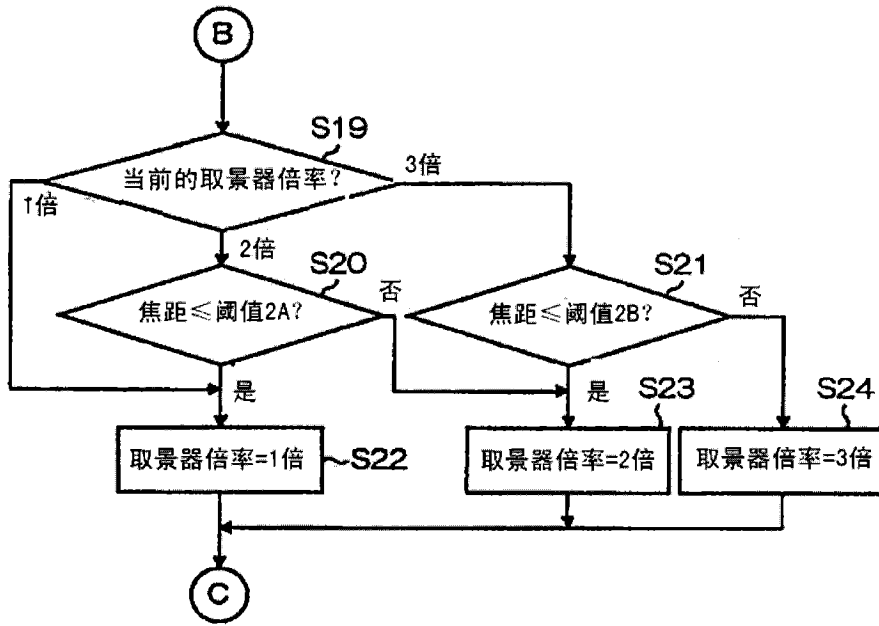 B
S19
当前的取景器倍率？
3倍
1倍
2倍
S20
S21
焦距≤阈值2A？
否
焦距≤阈值2B？
否
是
是
S23
S24
取景器倍率=1倍
S22
取景器倍率=2倍
取景器倍率=3倍
C